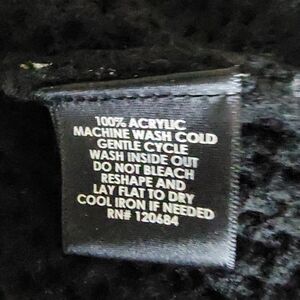 100% ACRYLIC
MACHINE WASH COLD
GENTLE CYCLE
WASH INSIDE OUT
DO NOT BLEACH
RESHAPE AND
LAY FLAT TO DRY
COOL IRON IF NEEDED
RN# 120684